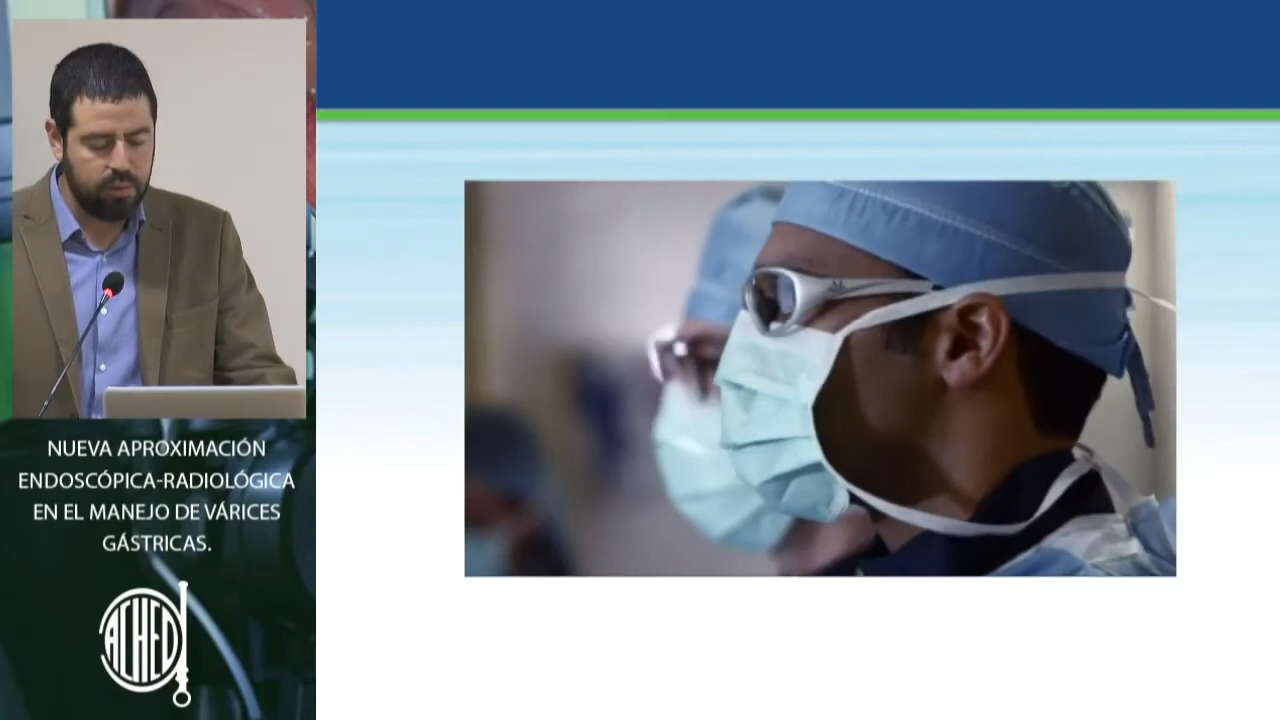 NUEVA APROXIMACIÓN
ENDOSCÓPICA-RADIOLÓGICA
EN EL MANEJO DE VÁRICES
GÁSTRICAS.
ACHED